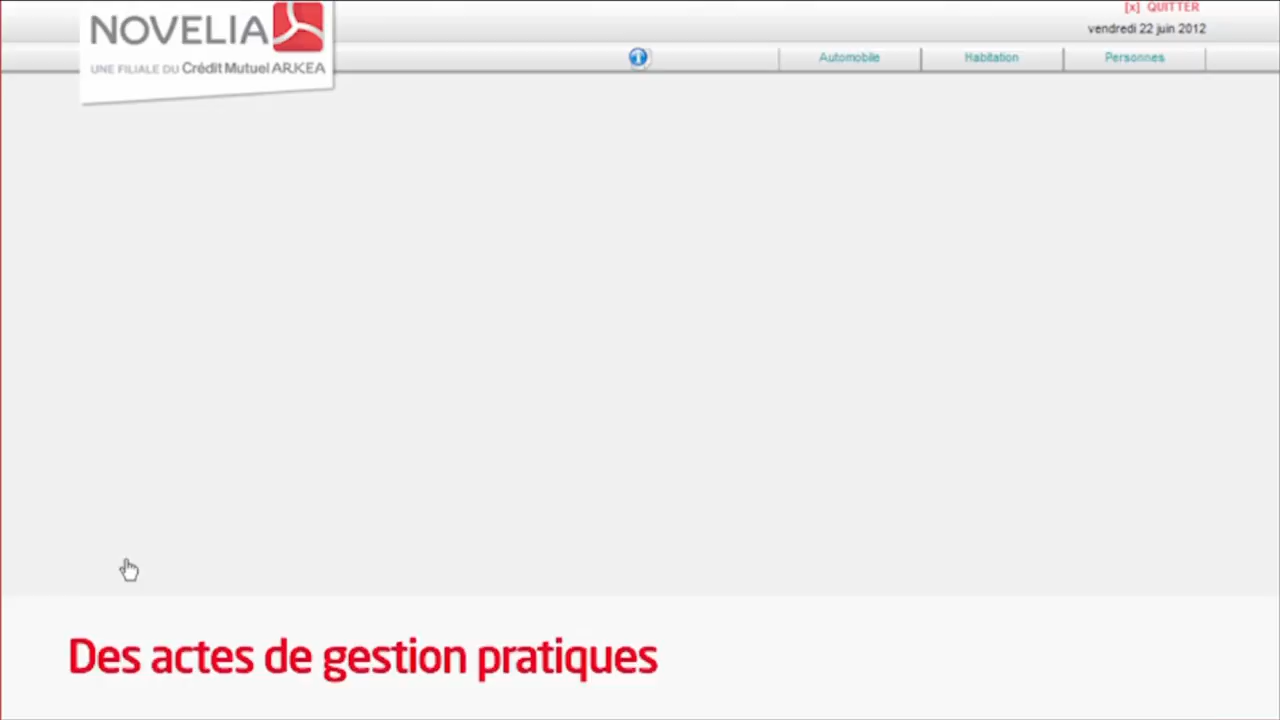 NOVELIA
UNE FILIALE DU Crédit Mutuel ARKEA
[x] QUITTER
vendredi 22 juin 2012
Automobile
Habitation
Personnes
Des actes de gestion pratiques